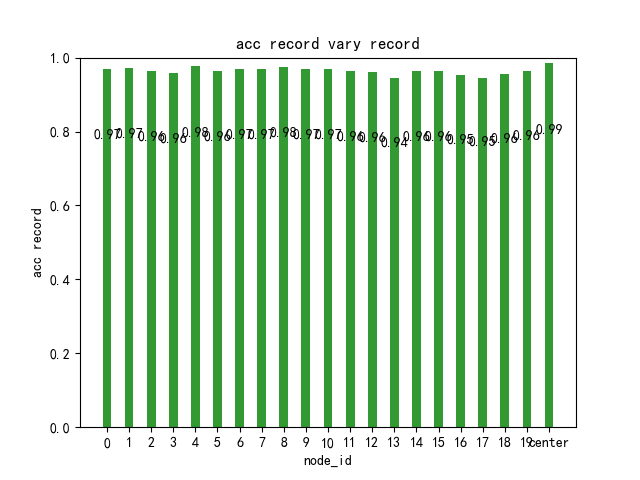 acc record vary record
acc record
1.0
0.8
0.6
0.4
0.2
0.0
0.97 0.97 0.96 0.96 0.98 0.96 0.97 0.97 0.98 0.97 0.97 0.96 0.96 0.94 0.96 0.96 0.95 0.95 0.96 0.96 0.99
0 1 2 3 4 5 6 7 8 9 10 11 12 13 14 15 16 17 18 19 center
node_id